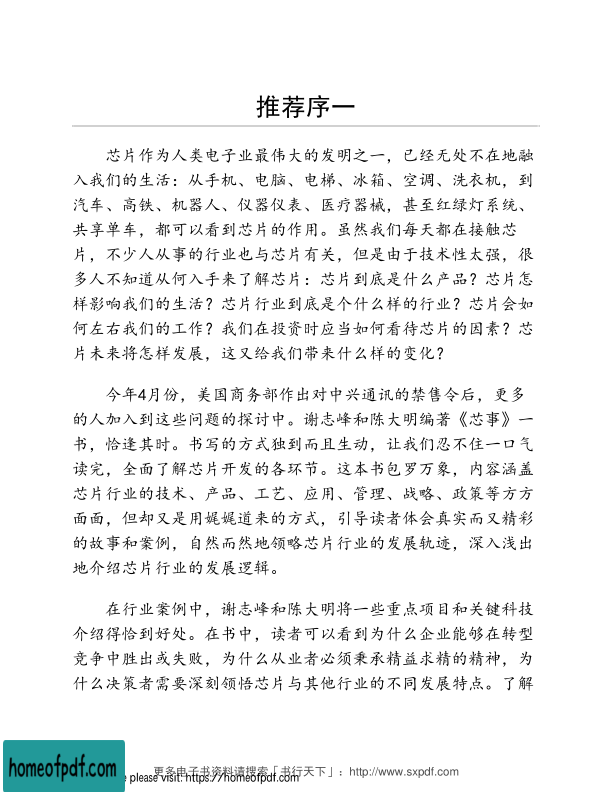 推荐序一
芯片作为人类电子业最伟大的发明之一，已经无处不在地融
入我们的生活：从手机、电脑、电梯、冰箱、空调、洗衣机，到
汽车、高铁、机器人、仪器仪表、医疗器械，甚至红绿灯系统、
共享单车，都可以看到芯片的作用。虽然我们每天都在接触芯
片，不少人从事的行业也与芯片有关，但是由于技术性太强，很
多人不知道从何入手来了解芯片：芯片到底是什么产品？芯片怎
样影响我们的生活？芯片行业到底是个什么样的行业？芯片会如
何左右我们的工作？我们在投资时应当如何看待芯片的因素？芯
片未来将怎样发展，这又给我们带来什么样的变化？
今年4月份，美国商务部作出对中兴通讯的禁售令后，更多
的人加入到这些问题的探讨中。谢志峰和陈大明编著《芯事》一
书，恰逢其时。书写的方式独到而且生动，让我们忍不住一口气
读完，全面了解芯片开发的各环节。这本书包罗万象，内容涵盖
芯片行业的技术、产品、工艺、应用、管理、战略、政策等方方
面面，但却又是用娓娓道来的方式，引导读者体会真实而又精彩
的故事和案例，自然而然地领略芯片行业的发展轨迹，深入浅出
地介绍芯片行业的发展逻辑。
在行业案例中，谢志峰和陈大明将一些重点项目和关键科技
介绍得恰到好处。在书中，读者可以看到为什么企业能够在转型
竞争中胜出或失败，为什么从业者必须秉承精益求精的精神，为
什么决策者需要深刻领悟芯片与其他行业的不同发展特点。了解
更多电子书资料请搜索「书行天下」：http://www.sxpdf.com
homeofpdf.com
please visit: https://homeofpdf.com